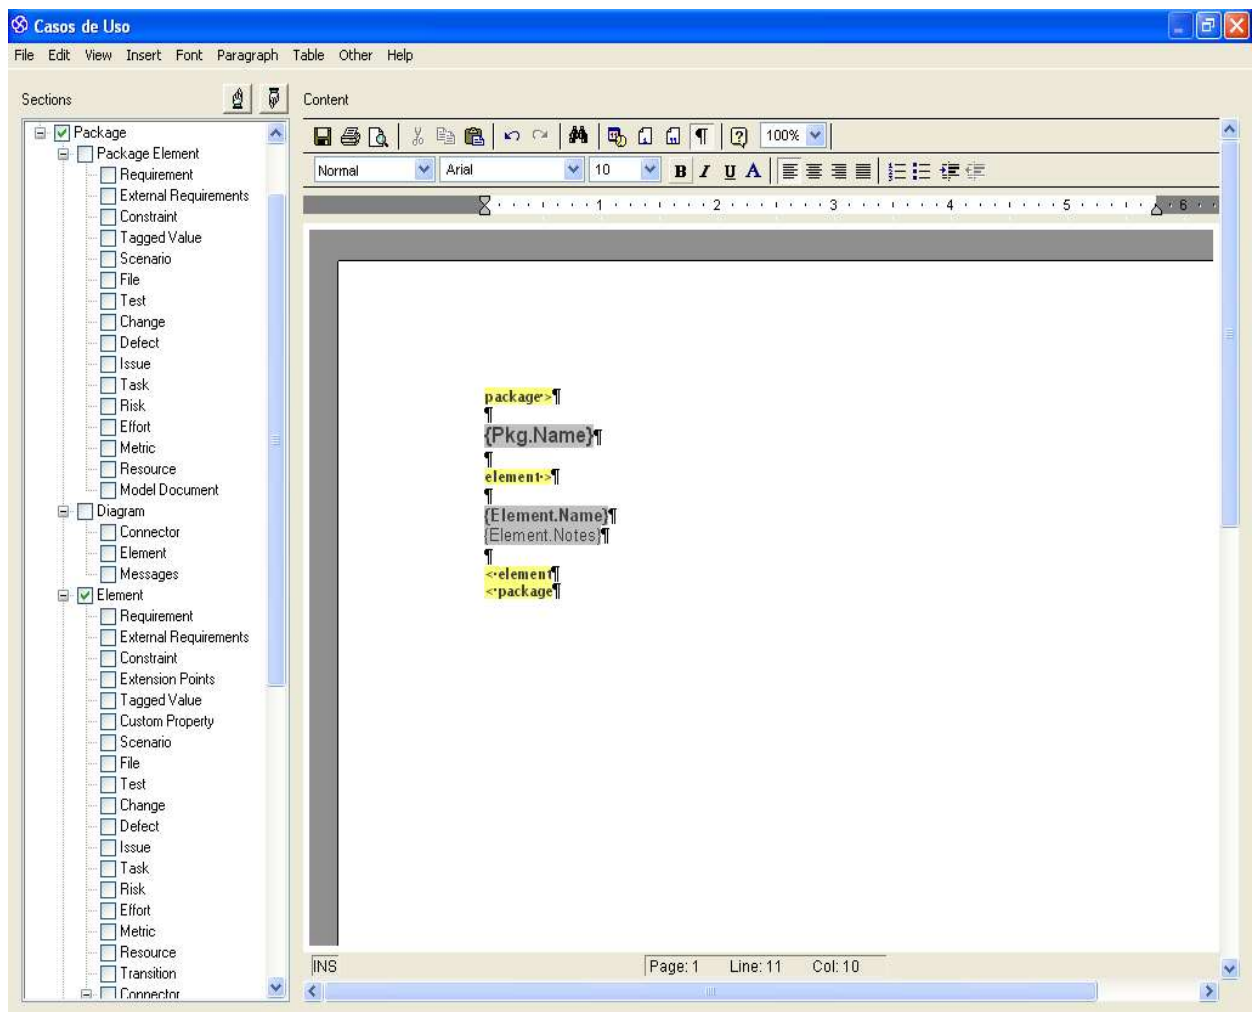 Casos de Uso
File Edit View Insert Font Paragraph Table Other Help
Sections
Package
Package Element
Requirement
External Requirements
Constraint
Tagged Value
Scenario
File
Test
Change
Defect
Issue
Task
Risk
Effort
Metric
Resource
Model Document
Diagram
Connector
Element
Messages
Element
Requirement
External Requirements
Constraint
Extension Points
Tagged Value
Custom Property
Scenario
File
Test
Change
Defect
Issue
Task
Risk
Effort
Metric
Resource
Transition
Connector
Content
100%
Normal Arial 10 B I U A
1 2 3 4 5 6
package >¶
¶
{Pkg.Name}¶
¶
element·>¶
¶
{Element.Name}¶
{Element.Notes}¶
¶
<·element¶
<·package¶
INS Page: 1 Line: 11 Col: 10